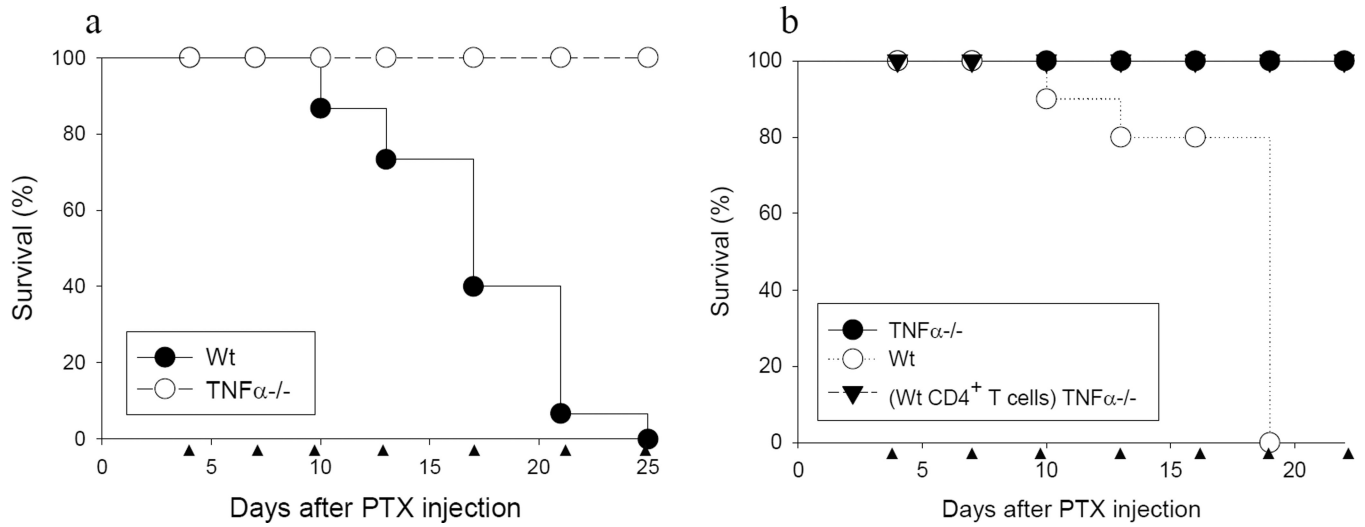 a
100
80
60
40
20
0
Survival (%)
Wt
TNFα-/-
0 5 10 15 20 25
Days after PTX injection
b
100
80
60
40
20
0
Survival (%)
TNFα-/-
Wt
(Wt CD4⁺ T cells) TNFα-/-
0 5 10 15 20
Days after PTX injection